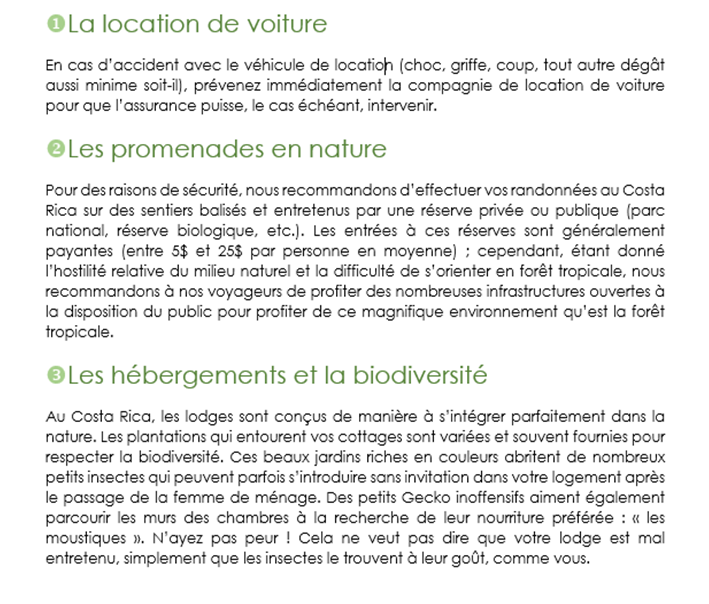 ❶La location de voiture
En cas d'accident avec le véhicule de location (choc, griffe, coup, tout autre dégât
aussi minime soit-il), prévenez immédiatement la compagnie de location de voiture
pour que l'assurance puisse, le cas échéant, intervenir.
❷Les promenades en nature
Pour des raisons de sécurité, nous recommandons d'effectuer vos randonnées au Costa
Rica sur des sentiers balisés et entretenus par une réserve privée ou publique (parc
national, réserve biologique, etc.). Les entrées à ces réserves sont généralement
payantes (entre 5$ et 25$ par personne en moyenne) ; cependant, étant donné
l'hostilité relative du milieu naturel et la difficulté de s'orienter en forêt tropicale, nous
recommandons à nos voyageurs de profiter des nombreuses infrastructures ouvertes à
la disposition du public pour profiter de ce magnifique environnement qu'est la forêt
tropicale.
❸Les hébergements et la biodiversité
Au Costa Rica, les lodges sont conçus de manière à s'intégrer parfaitement dans la
nature. Les plantations qui entourent vos cottages sont variées et souvent fournies pour
respecter la biodiversité. Ces beaux jardins riches en couleurs abritent de nombreux
petits insectes qui peuvent parfois s'introduire sans invitation dans votre logement après
le passage de la femme de ménage. Des petits Gecko inoffensifs aiment également
parcourir les murs des chambres à la recherche de leur nourriture préférée : « les
moustiques ». N'ayez pas peur ! Cela ne veut pas dire que votre lodge est mal
entretenu, simplement que les insectes le trouvent à leur goût, comme vous.